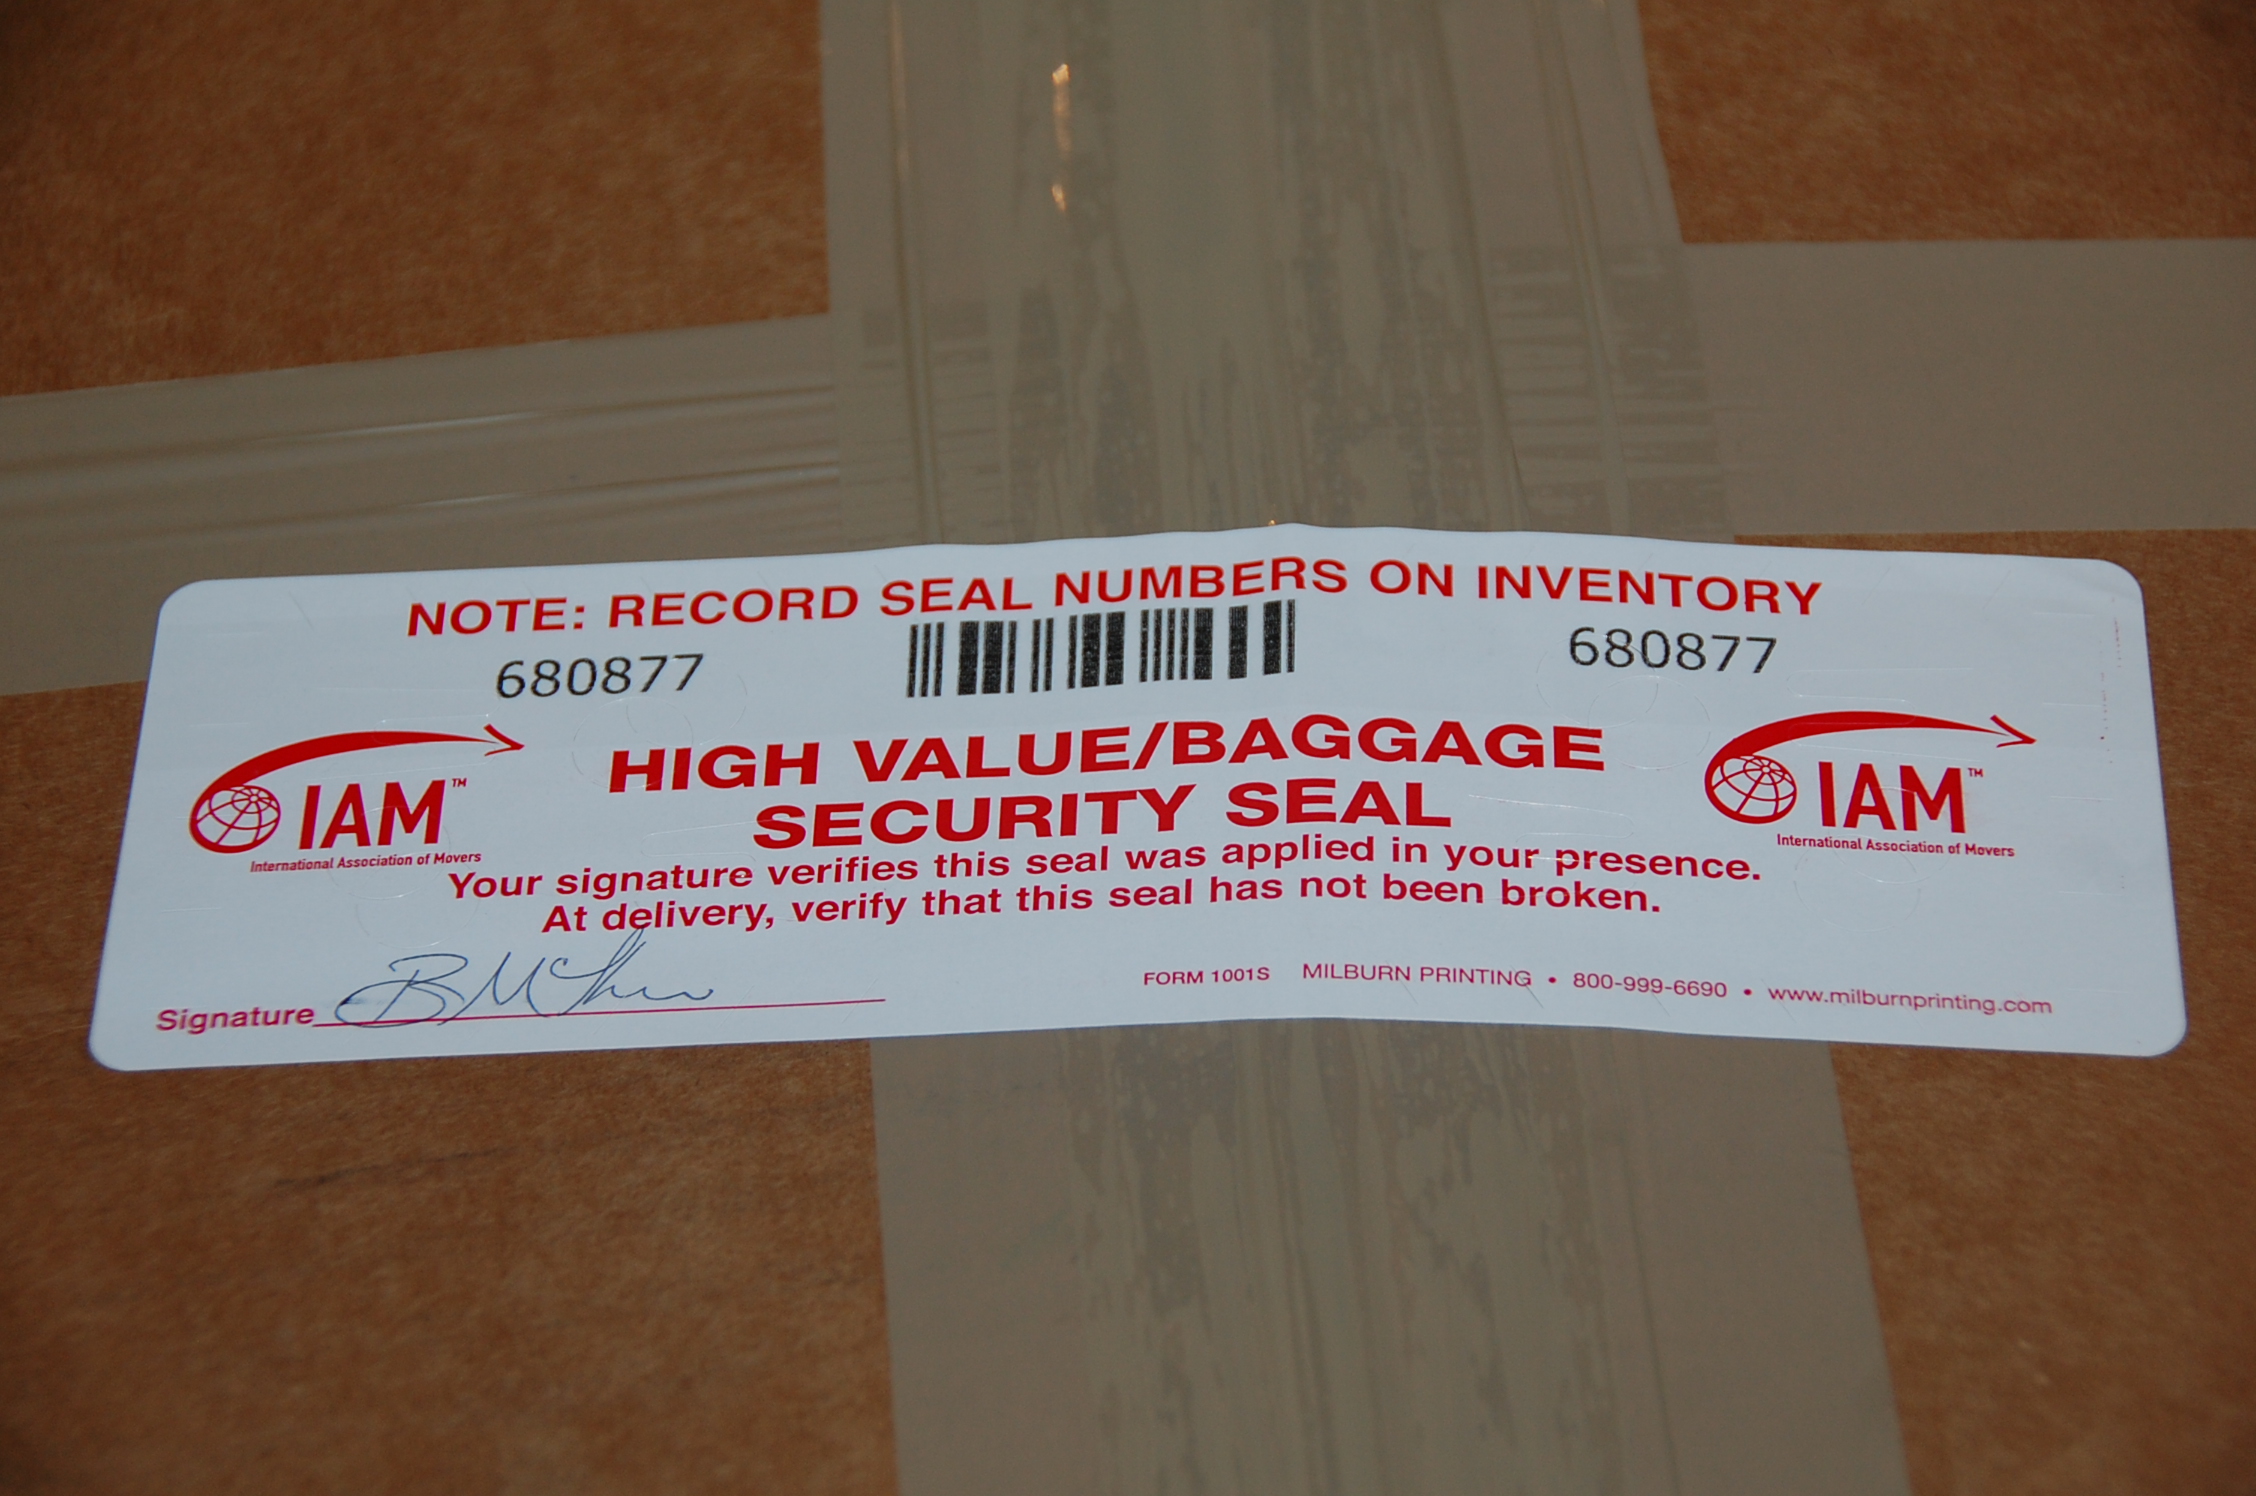 NOTE: RECORD SEAL NUMBERS ON INVENTORY
680877 680877
IAM™
International Association of Movers
HIGH VALUE/BAGGAGE
SECURITY SEAL
IAM™
International Association of Movers
Your signature verifies this seal was applied in your presence.
At delivery, verify that this seal has not been broken.
Signature
FORM 1001S MILBURN PRINTING • 800-999-6690 • www.milburnprinting.com